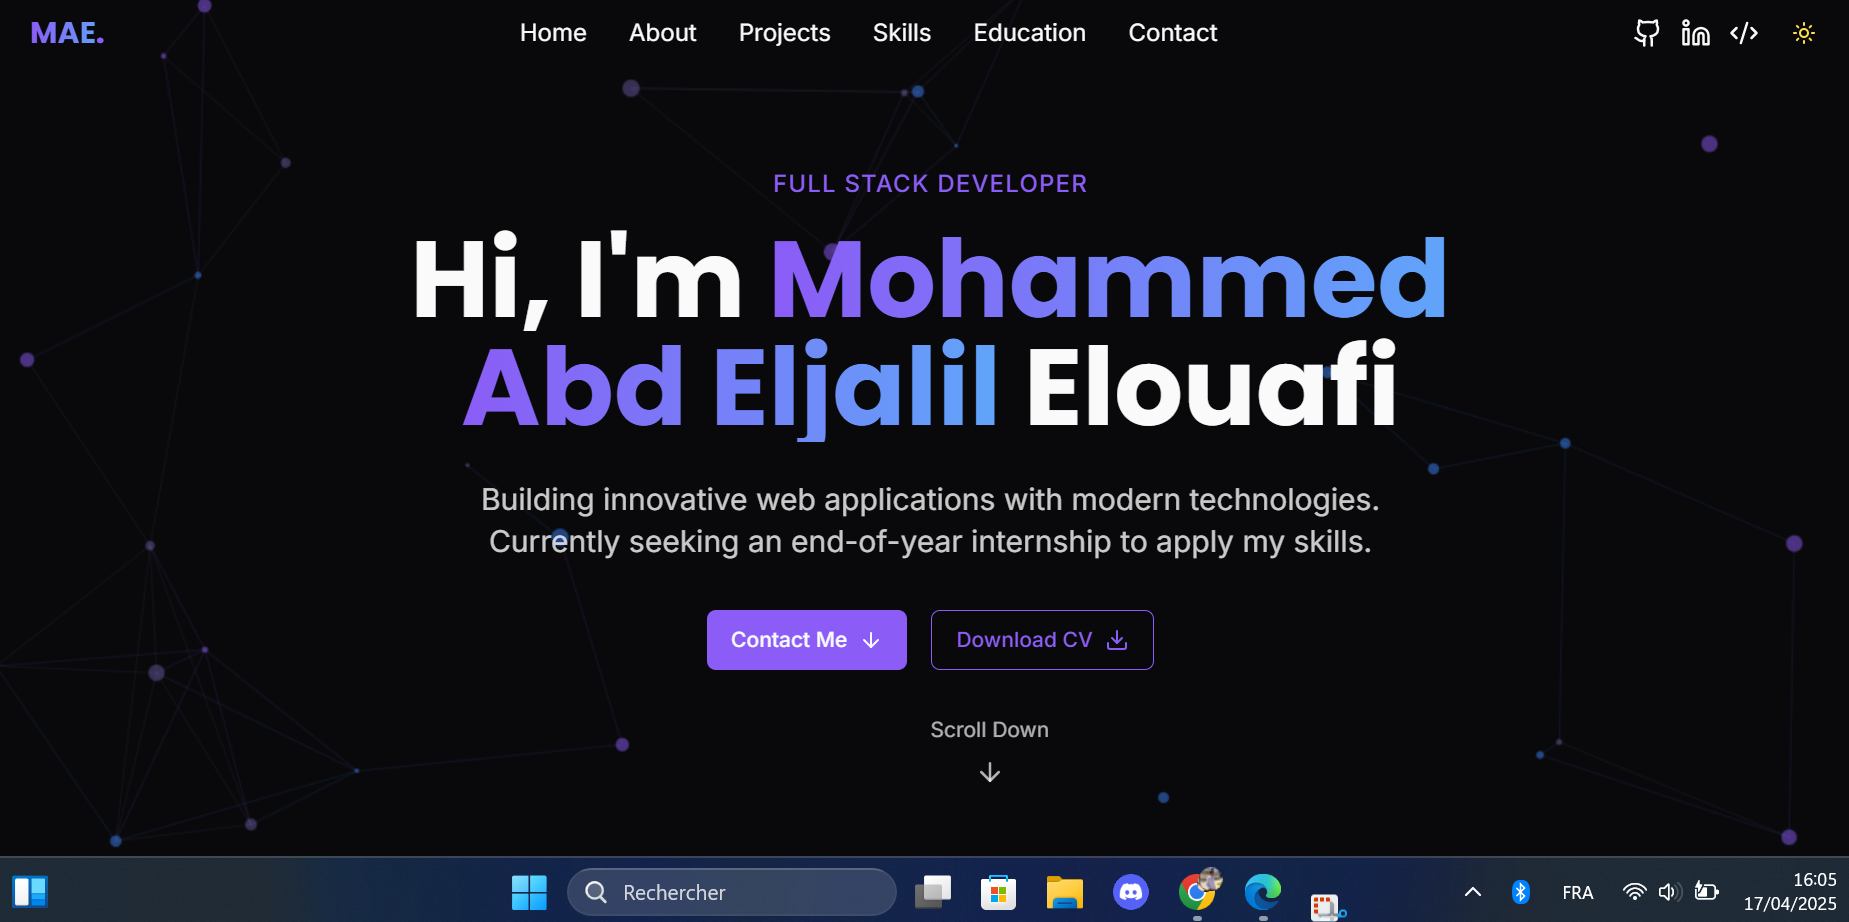 MAE.
Home About Projects Skills Education Contact
FULL STACK DEVELOPER
Hi, I'm Mohammed
Abd Eljalil Elouafi
Building innovative web applications with modern technologies.
Currently seeking an end-of-year internship to apply my skills.
Contact Me
Download CV
Scroll Down
Rechercher
FRA
16:05
17/04/2025